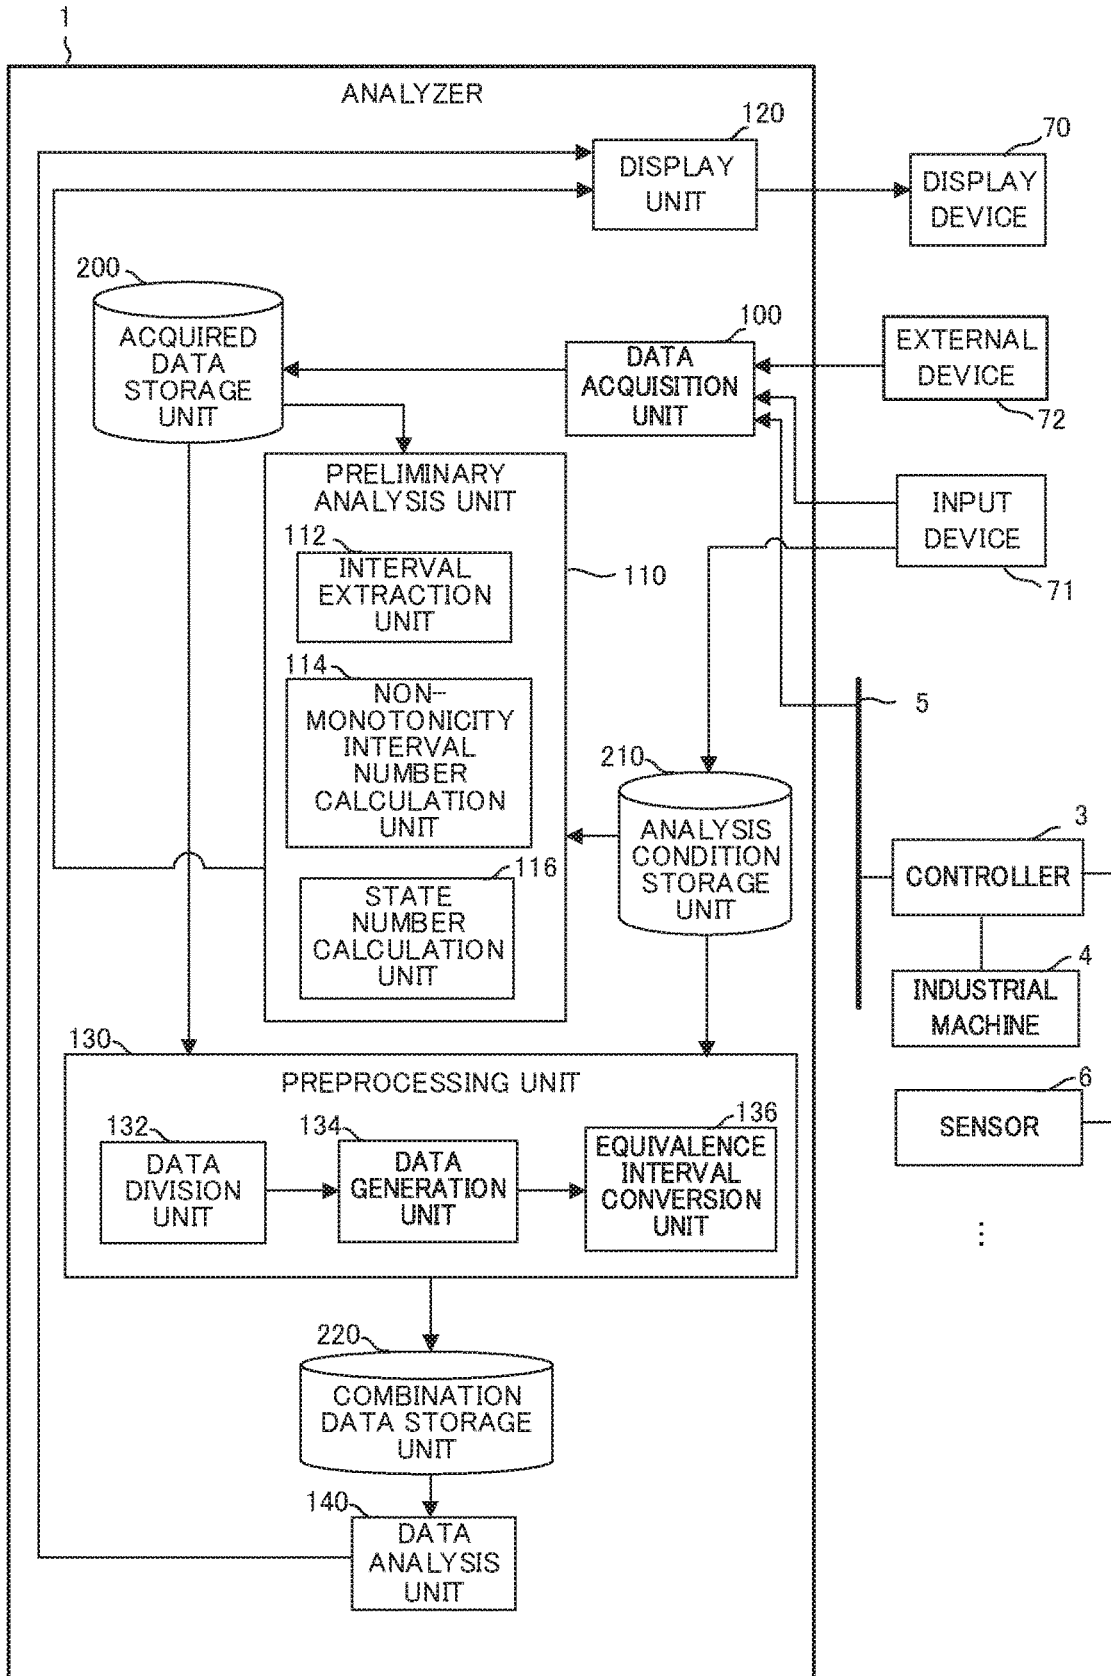 1
ANALYZER
120
DISPLAY
UNIT
70
DISPLAY
DEVICE
200
ACQUIRED
DATA
STORAGE
UNIT
100
DATA
ACQUISITION
UNIT
EXTERNAL
DEVICE
72
PRELIMINARY
ANALYSIS UNIT
112
INTERVAL
EXTRACTION
UNIT
110
INPUT
DEVICE
71
114
NON-
MONOTONICITY
INTERVAL
NUMBER
CALCULATION
UNIT
5
210
ANALYSIS
CONDITION
STORAGE
UNIT
3
CONTROLLER
116
STATE
NUMBER
CALCULATION
UNIT
4
INDUSTRIAL
MACHINE
130
PREPROCESSING UNIT
132
DATA
DIVISION
UNIT
134
DATA
GENERATION
UNIT
136
EQUIVALENCE
INTERVAL
CONVERSION
UNIT
6
SENSOR
⋮
220
COMBINATION
DATA STORAGE
UNIT
140
DATA
ANALYSIS
UNIT